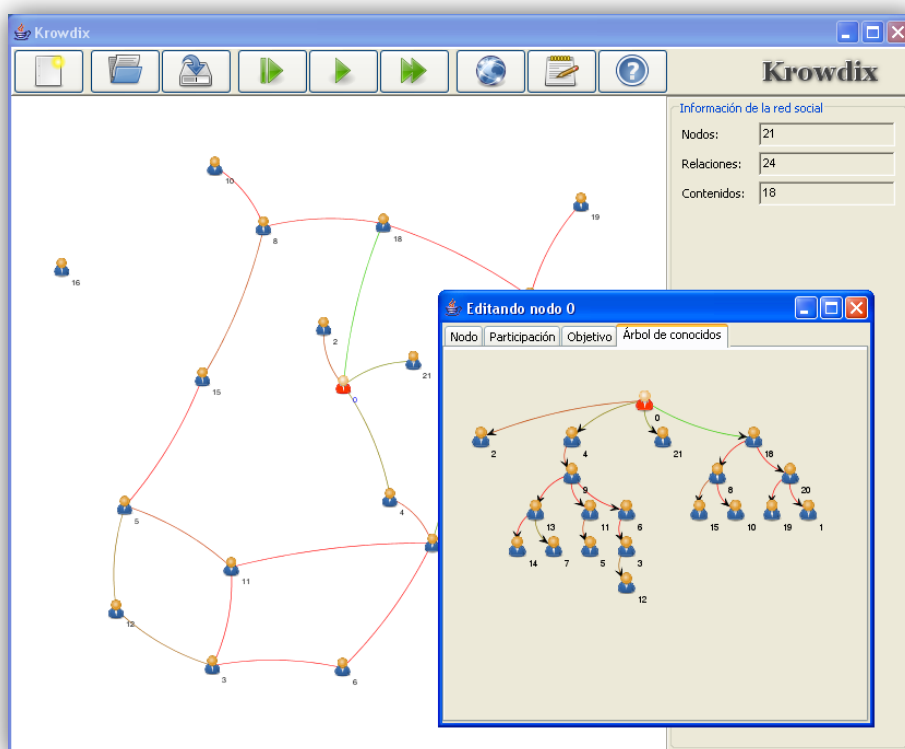 Krowdix
Krowdix
Información de la red social
Nodos: 21
Relaciones: 24
Contenidos: 18
10
8
18
19
16
2
21
0
15
4
5
11
12
3
6
Editando nodo 0
Nodo Participación Objetivo Árbol de conocidos
0
2 4 21 18
9 8 20
13 11 6 15 10 19 1
14 7 5 3
12